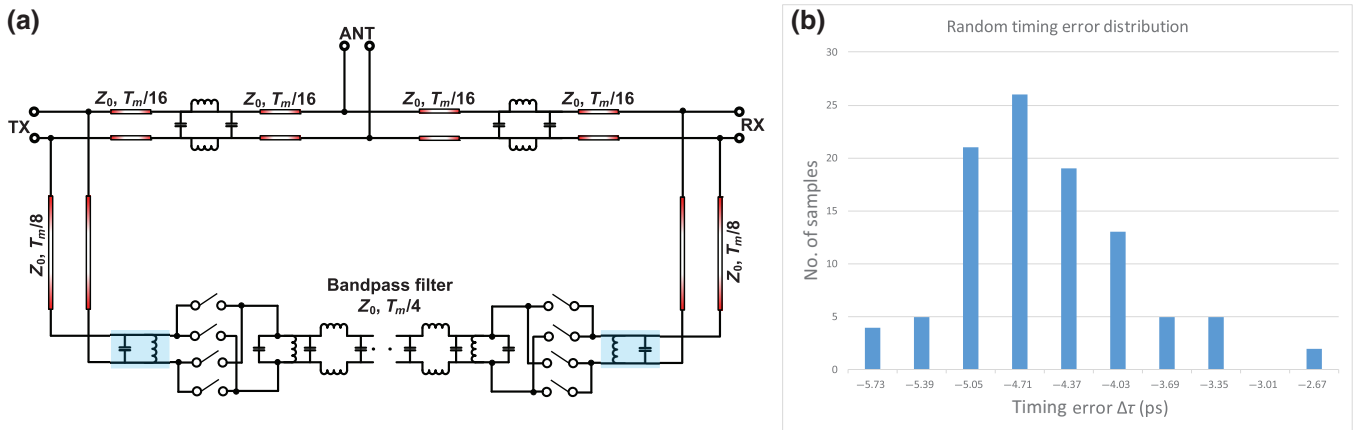 (a)
ANT
Z0, Tm/16
Z0, Tm/16
Z0, Tm/16
Z0, Tm/16
TX
RX
Z0, Tm/8
Z0, Tm/8
Bandpass filter
Z0, Tm/4
(b)
Random timing error distribution
No. of samples
30
25
20
15
10
5
0
−5.73 −5.39 −5.05 −4.71 −4.37 −4.03 −3.69 −3.35 −3.01 −2.67
Timing error Δτ (ps)